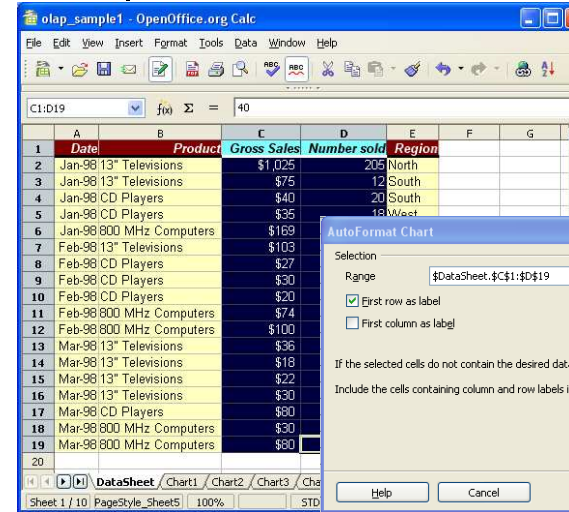 olap_sample1 - OpenOffice.org Calc
File Edit View Insert Format Tools Data Window Help
ABC ABC
C1:D19 f(x) Σ = 40
A B C D E F G
1 Date Product Gross Sales Number sold Region
2 Jan-98 13" Televisions $1,025 205 North
3 Jan-98 13" Televisions $75 12 South
4 Jan-98 CD Players $40 20 South
5 Jan-98 CD Players $35 18 West
6 Jan-98 800 MHz Computers $169
7 Feb-98 13" Televisions $103
8 Feb-98 CD Players $27
9 Feb-98 CD Players $30
10 Feb-98 CD Players $20
11 Feb-98 800 MHz Computers $74
12 Feb-98 800 MHz Computers $100
13 Mar-98 13" Televisions $36
14 Mar-98 13" Televisions $18
15 Mar-98 13" Televisions $22
16 Mar-98 13" Televisions $30
17 Mar-98 CD Players $80
18 Mar-98 800 MHz Computers $30
19 Mar-98 800 MHz Computers $80
20
DataSheet Chart1 Chart2 Chart3 Cha
Sheet 1 / 10 PageStyle_Sheet5 100% STD
AutoFormat Chart
Selection
Range $DataSheet.$C$1:$D$19
First row as label
First column as label
If the selected cells do not contain the desired dat
Include the cells containing column and row labels i
Help Cancel